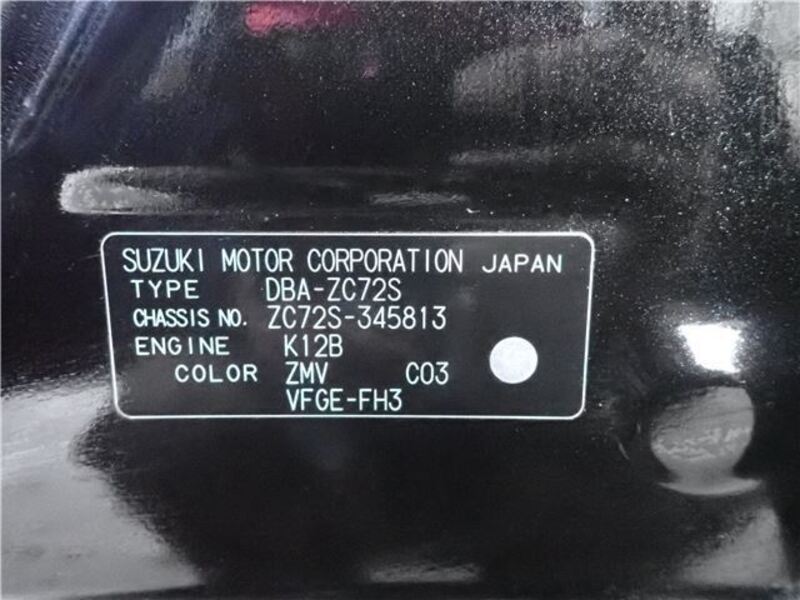 SUZUKI MOTOR CORPORATION JAPAN
TYPE DBA-ZC72S
CHASSIS NO. ZC72S-345813
ENGINE K12B
COLOR ZMV C03
VFGE-FH3